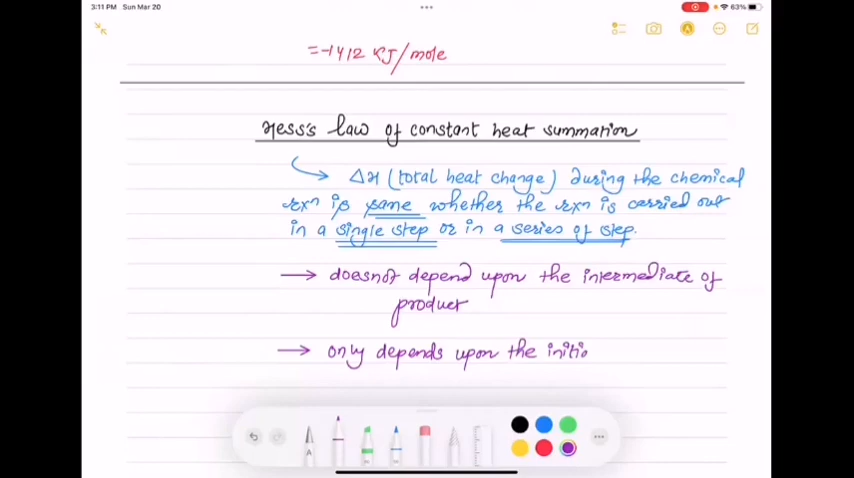 3:11 PM Sun Mar 20
63%
=-1412 KJ/mole
Hess's law of constant heat summation
ΔH (total heat change) during the chemical
rxn is same whether the rxn is carried out
in a single step or in a series of step.
→ doesnot depend upon the intermediate of
product
→ only depends upon the initio
A